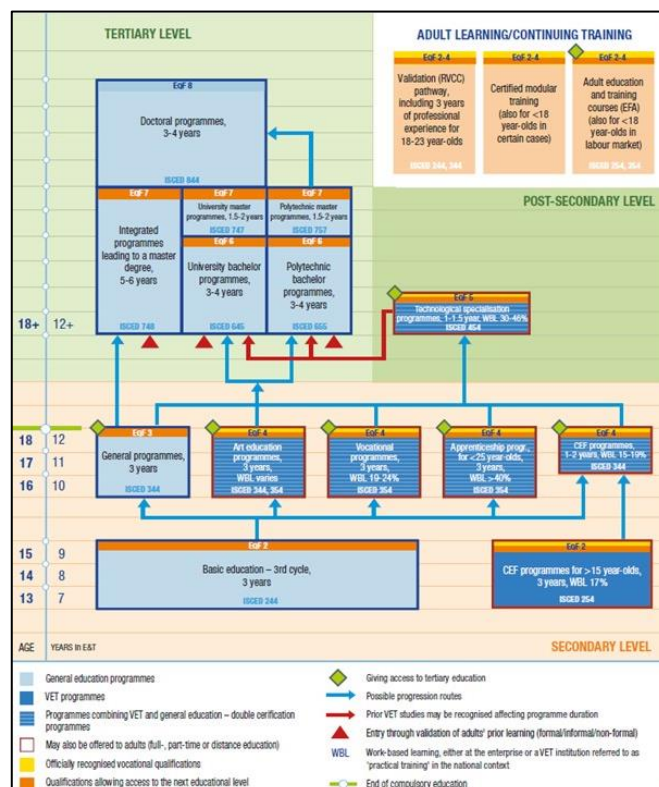 TERTIARY LEVEL
ADULT LEARNING/CONTINUING TRAINING
EQF 2-4
Validation (RVCC)
pathway,
including 3 years
of professional
experience for
18-23 year-olds
ISCED 244, 344
EQF 2-4
Certified modular
training
(also for <18
year-olds in
certain cases)
EQF 2-4
Adult education
and training
courses (EFA)
(also for <18
year-olds in
labour market)
ISCED 254, 354
EQF 8
Doctoral programmes,
3-4 years
ISCED 844
POST-SECONDARY LEVEL
EQF 7
Integrated
programmes
leading to a master
degree,
5-6 years
ISCED 748
EQF 7
University master
programmes, 1.5-2 years
ISCED 747
EQF 7
Polytechnic master
programmes, 1.5-2 years
ISCED 757
EQF 6
University bachelor
programmes,
3-4 years
ISCED 645
EQF 6
Polytechnic
bachelor
programmes,
3-4 years
ISCED 655
EQF 5
Technological specialisation
programmes, 1-1.5 year, WBL 30-46%
ISCED 454
18+ 12+
18 12
17 11
16 10
EQF 3
General programmes,
3 years
ISCED 344
EQF 4
Art education
programmes,
3 years,
WBL varies
ISCED 344, 354
EQF 4
Vocational
programmes,
3 years,
WBL 19-24%
ISCED 354
EQF 4
Apprenticeship progr.,
for <25 year-olds,
3 years,
WBL >40%
ISCED 354
EQF 4
CEF programmes,
1-2 years, WBL 15-19%
ISCED 344
15 9
14 8
13 7
EQF 2
Basic education – 3rd cycle,
3 years
ISCED 244
EQF 2
CEF programmes for >15 year-olds,
3 years, WBL 17%
ISCED 254
AGE YEARS in E&T
SECONDARY LEVEL
General education programmes
VET programmes
Programmes combining VET and general education – double cerification
programmes
May also be offered to adults (full-, part-time or distance education)
Officially recognised vocational qualifications
Qualifications allowing access to the next educational level
Giving access to tertiary education
Possible progression routes
Prior VET studies may be recognised affecting programme duration
Entry through validation of adults' prior learning (formal/informal/non-formal)
WBL Work-based learning, either at the enterprise or a VET institution referred to as
'practical training' in the national context
End of compulsory education